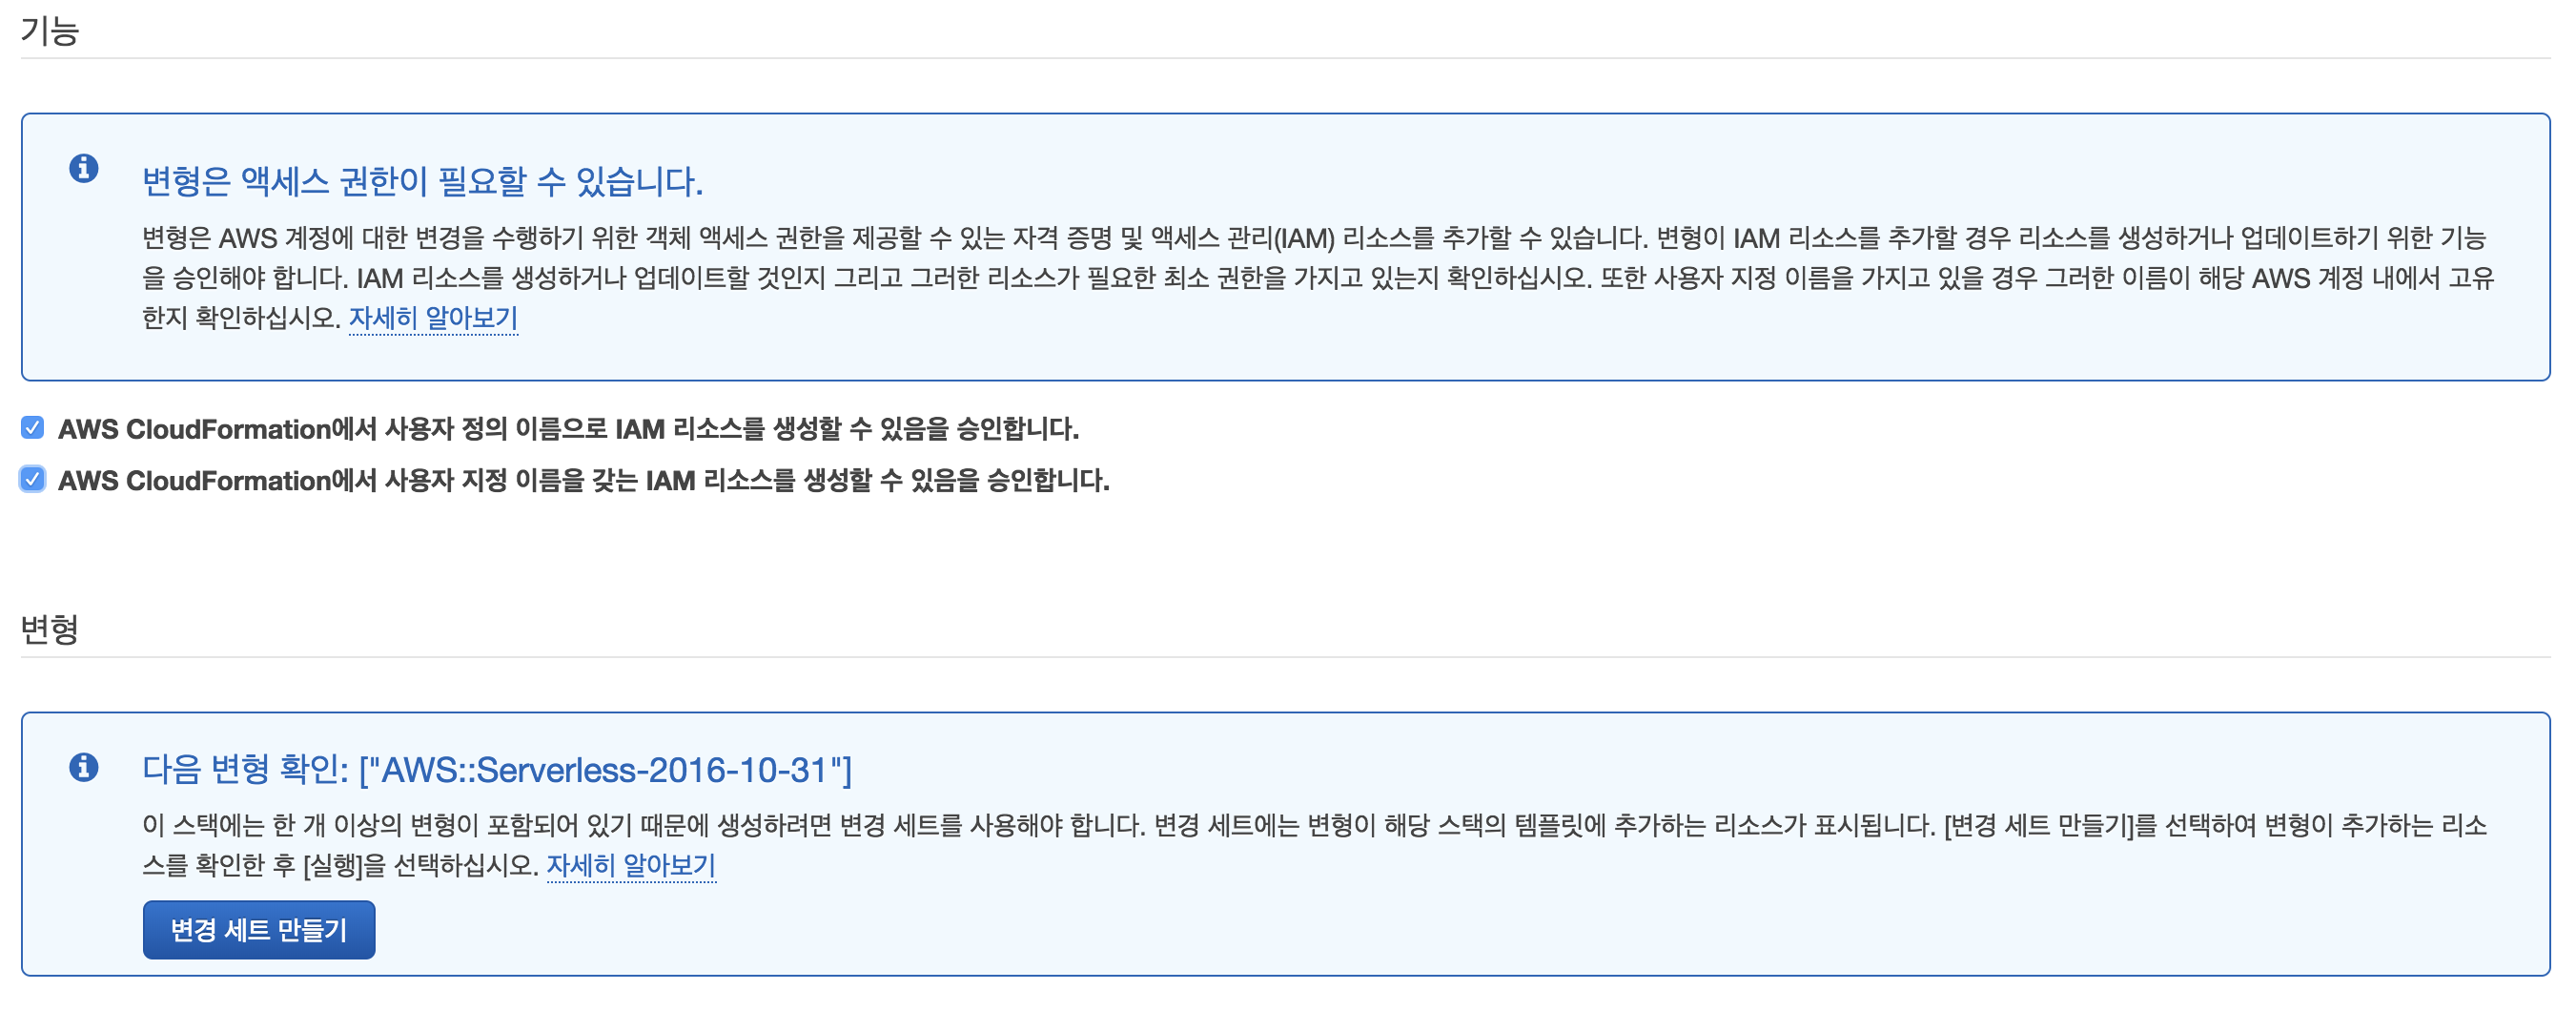 기능
변형은 액세스 권한이 필요할 수 있습니다.
변형은 AWS 계정에 대한 변경을 수행하기 위한 객체 액세스 권한을 제공할 수 있는 자격 증명 및 액세스 관리(IAM) 리소스를 추가할 수 있습니다. 변형이 IAM 리소스를 추가할 경우 리소스를 생성하거나 업데이트하기 위한 기능
을 승인해야 합니다. IAM 리소스를 생성하거나 업데이트할 것인지 그리고 그러한 리소스가 필요한 최소 권한을 가지고 있는지 확인하십시오. 또한 사용자 지정 이름을 가지고 있을 경우 그러한 이름이 해당 AWS 계정 내에서 고유
한지 확인하십시오. 자세히 알아보기
AWS CloudFormation에서 사용자 정의 이름으로 IAM 리소스를 생성할 수 있음을 승인합니다.
AWS CloudFormation에서 사용자 지정 이름을 갖는 IAM 리소스를 생성할 수 있음을 승인합니다.
변형
다음 변형 확인: ["AWS::Serverless-2016-10-31"]
이 스택에는 한 개 이상의 변형이 포함되어 있기 때문에 생성하려면 변경 세트를 사용해야 합니다. 변경 세트에는 변형이 해당 스택의 템플릿에 추가하는 리소스가 표시됩니다. [변경 세트 만들기]를 선택하여 변형이 추가하는 리소
스를 확인한 후 [실행]을 선택하십시오. 자세히 알아보기
변경 세트 만들기